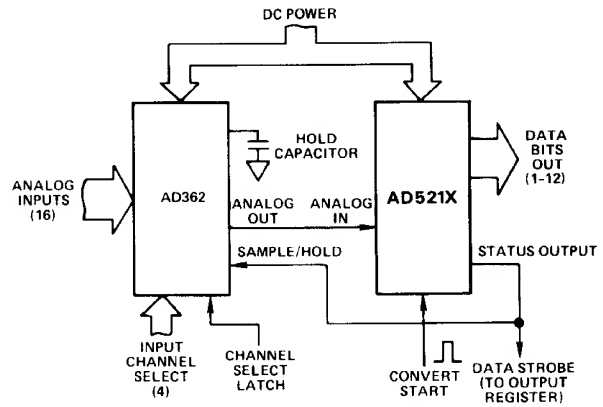 DC POWER
HOLD
CAPACITOR
DATA
BITS
OUT
(1-12)
ANALOG
INPUTS
(16)
AD362
AD521X
ANALOG
OUT
ANALOG
IN
SAMPLE/HOLD
STATUS OUTPUT
INPUT
CHANNEL
SELECT
(4)
CHANNEL
SELECT
LATCH
CONVERT
START
DATA STROBE
(TO OUTPUT
REGISTER)